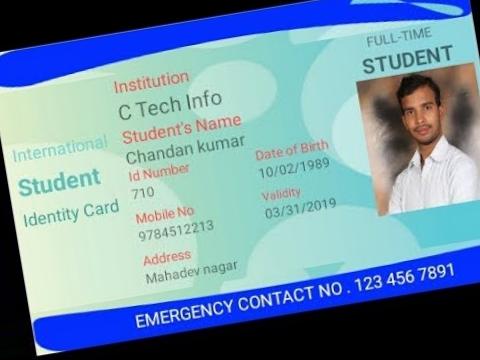 FULL-TIME
STUDENT
Institution
C Tech Info
Student's Name
Chandan kumar
International
Student
Identity Card
Id Number
710
Date of Birth
10/02/1989
Mobile No
9784512213
Validity
03/31/2019
Address
Mahadev nagar
EMERGENCY CONTACT NO . 123 456 7891